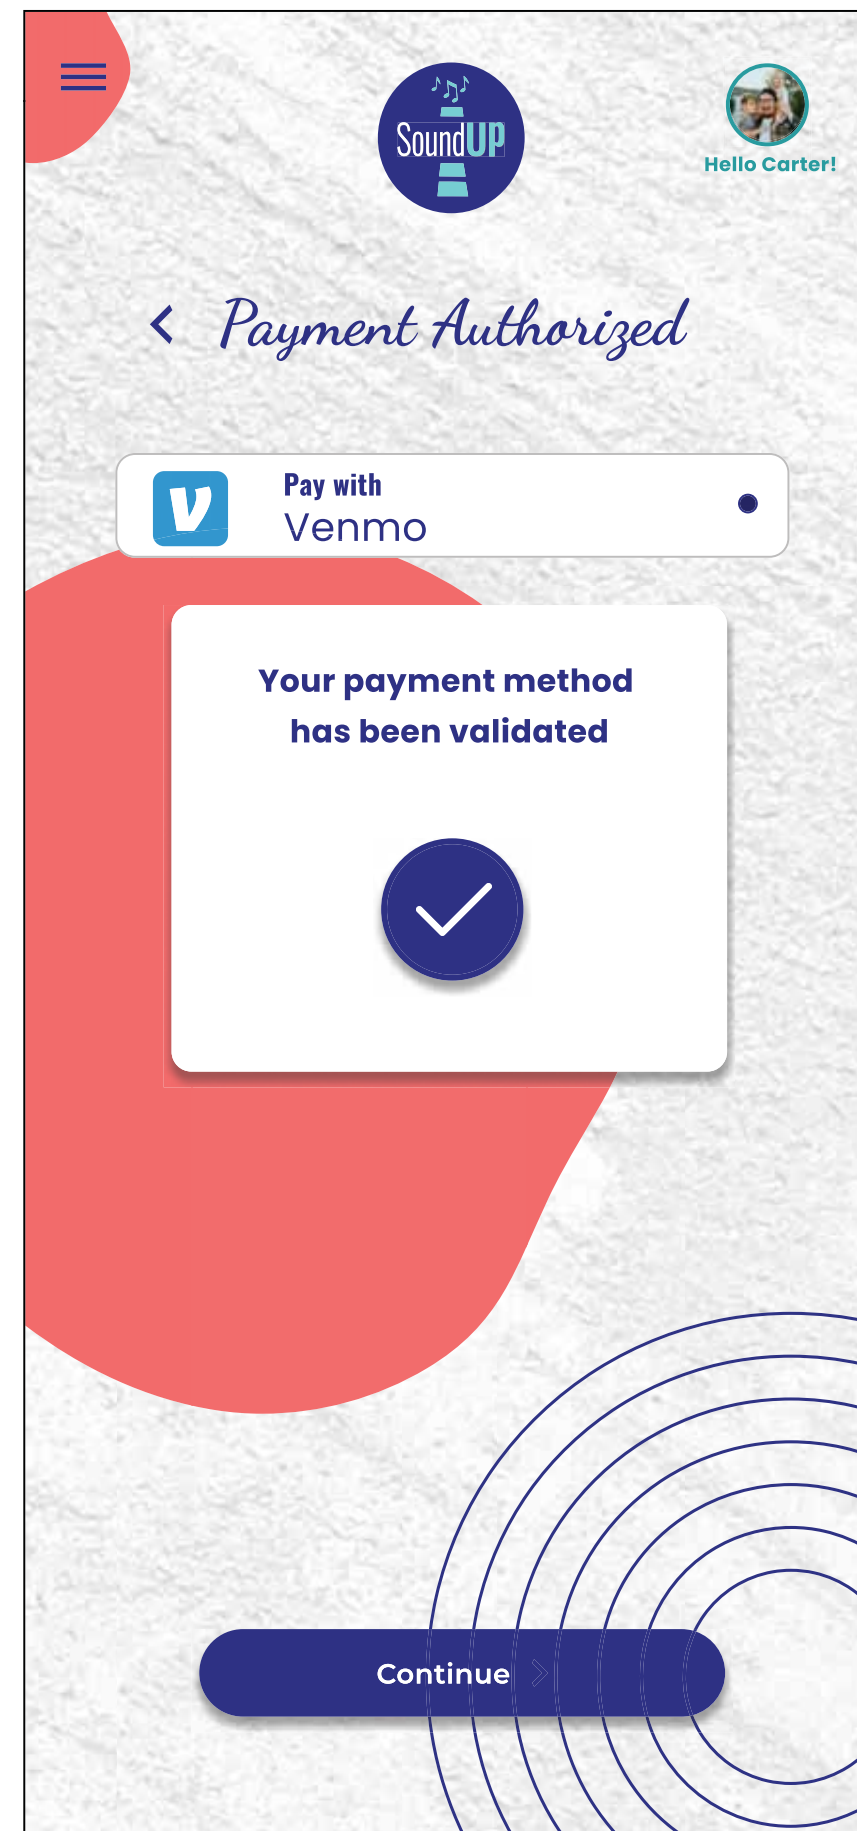 SoundUP
Hello Carter!
Payment Authorized
Pay with
Venmo
Your payment method
has been validated
Continue